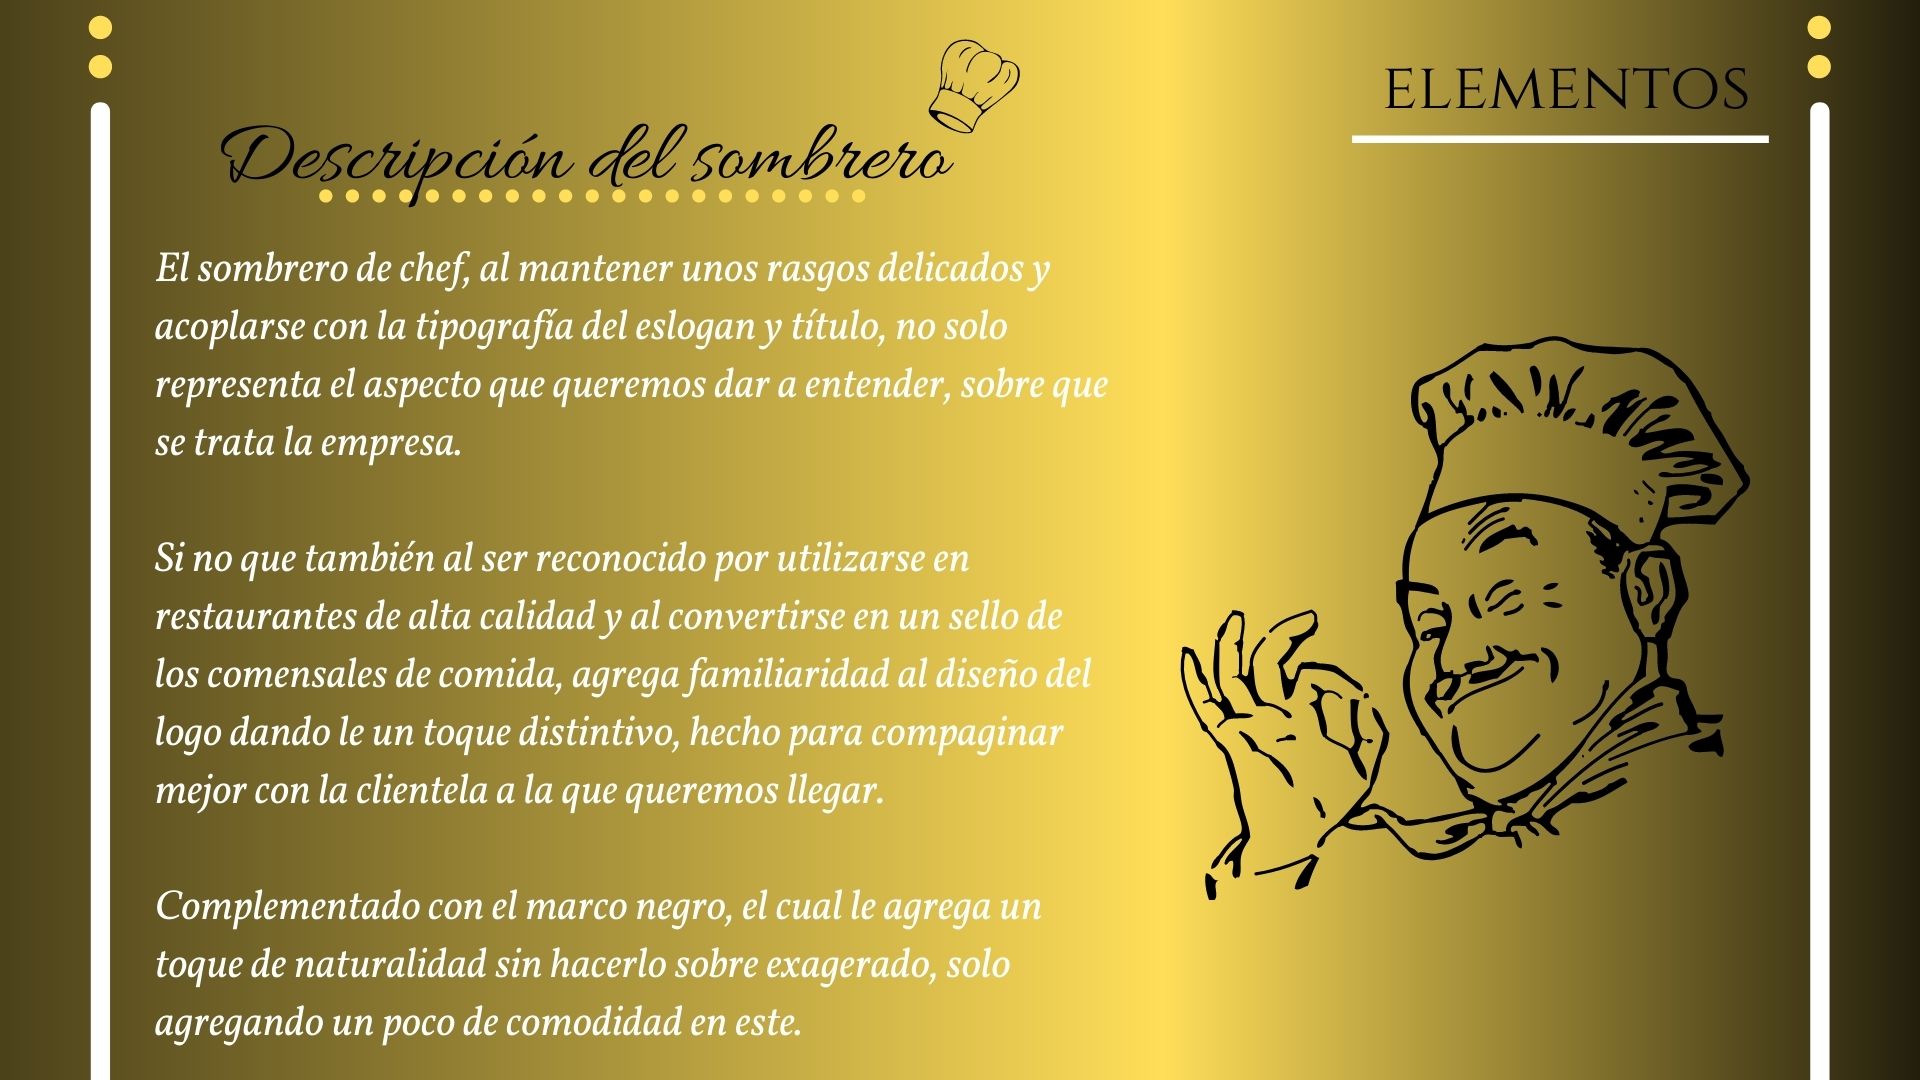 ELEMENTOS
Descripción del sombrero
El sombrero de chef, al mantener unos rasgos delicados y
acoplarse con la tipografía del eslogan y título, no solo
representa el aspecto que queremos dar a entender, sobre que
se trata la empresa.
Si no que también al ser reconocido por utilizarse en
restaurantes de alta calidad y al convertirse en un sello de
los comensales de comida, agrega familiaridad al diseño del
logo dando le un toque distintivo, hecho para compaginar
mejor con la clientela a la que queremos llegar.
Complementado con el marco negro, el cual le agrega un
toque de naturalidad sin hacerlo sobre exagerado, solo
agregando un poco de comodidad en este.